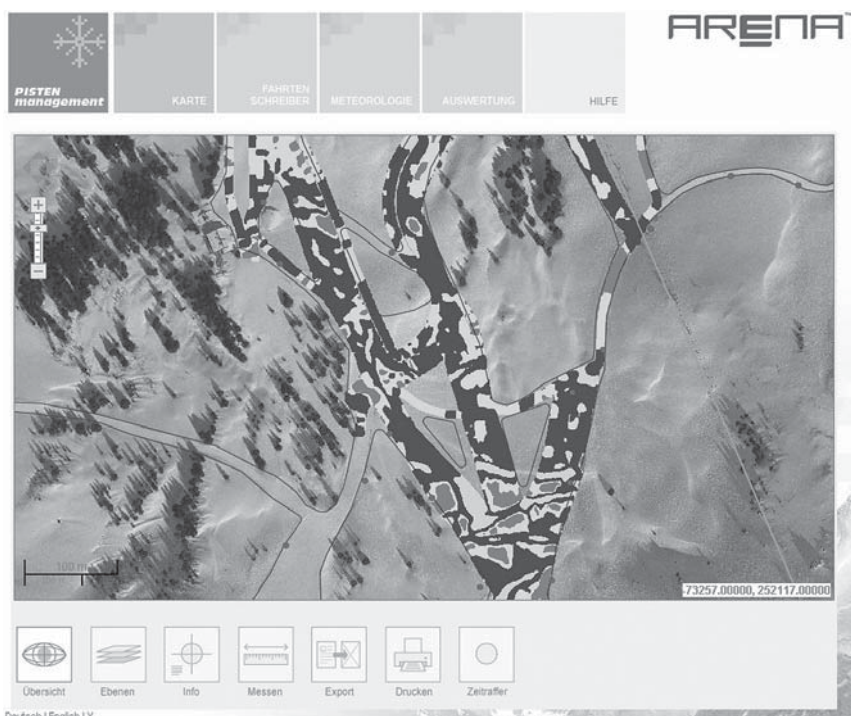 ARENA
PISTEN
management
KARTE
FAHRTEN
SCHREIBER
METEOROLOGIE
AUSWERTUNG
HILFE
100 m
-73257.00000, 252117.00000
Übersicht
Ebenen
Info
Messen
Export
Drucken
Zeitraffer
Deutsch | English |